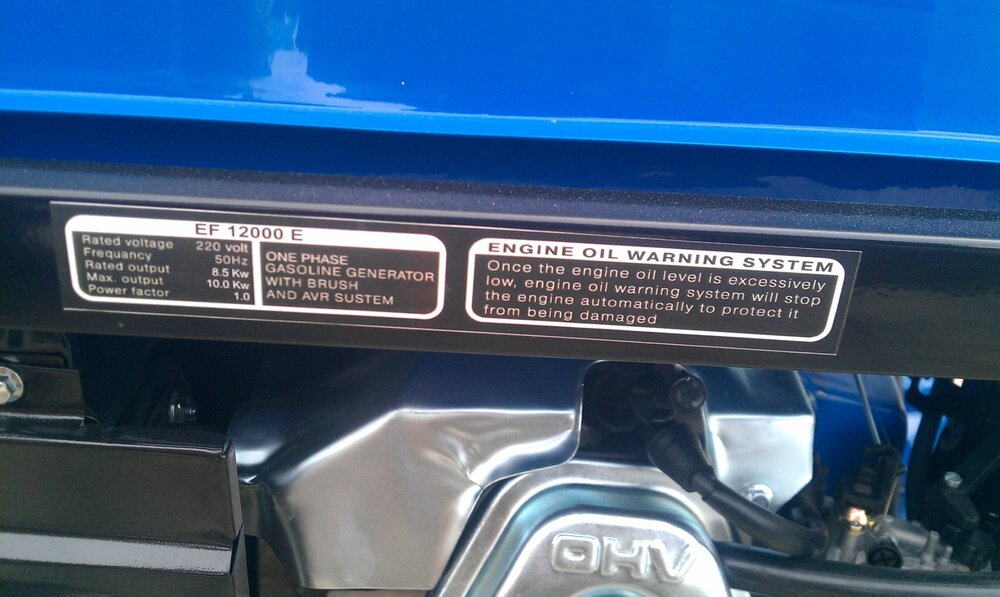 EF 12000 E
Rated voltage 220 volt
Frequancy 50Hz
Rated output 8.5 Kw
Max. output 10.0 Kw
Power factor 1.0
ONE PHASE
GASOLINE GENERATOR
WITH BRUSH
AND AVR SUSTEM
ENGINE OIL WARNING SYSTEM
Once the engine oil level is excessively
low, engine oil warning system will stop
the engine automatically to protect it
from being damaged
OHV